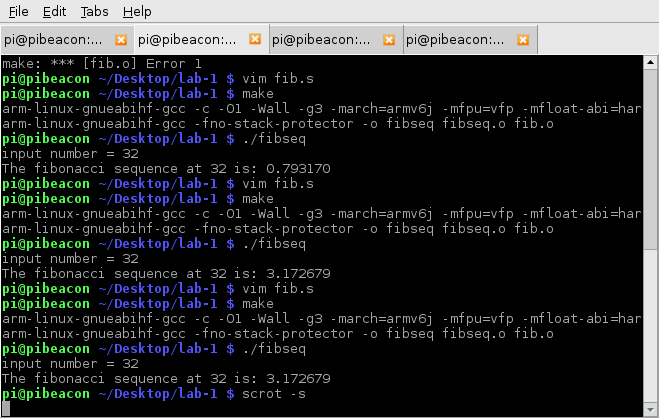 File Edit Tabs Help
pi@pibeacon:... pi@pibeacon:... pi@pibeacon:... pi@pibeacon:...
make: *** [fib.o] Error 1
pi@pibeacon ~/Desktop/lab-1 $ vim fib.s
pi@pibeacon ~/Desktop/lab-1 $ make
arm-linux-gnueabihf-gcc -c -O1 -Wall -g3 -march=armv6j -mfpu=vfp -mfloat-abi=har
arm-linux-gnueabihf-gcc -fno-stack-protector -o fibseq fibseq.o fib.o
pi@pibeacon ~/Desktop/lab-1 $ ./fibseq
input number = 32
The fibonacci sequence at 32 is: 0.793170
pi@pibeacon ~/Desktop/lab-1 $ vim fib.s
pi@pibeacon ~/Desktop/lab-1 $ make
arm-linux-gnueabihf-gcc -c -O1 -Wall -g3 -march=armv6j -mfpu=vfp -mfloat-abi=har
arm-linux-gnueabihf-gcc -fno-stack-protector -o fibseq fibseq.o fib.o
pi@pibeacon ~/Desktop/lab-1 $ ./fibseq
input number = 32
The fibonacci sequence at 32 is: 3.172679
pi@pibeacon ~/Desktop/lab-1 $ vim fib.s
pi@pibeacon ~/Desktop/lab-1 $ make
arm-linux-gnueabihf-gcc -c -O1 -Wall -g3 -march=armv6j -mfpu=vfp -mfloat-abi=har
arm-linux-gnueabihf-gcc -fno-stack-protector -o fibseq fibseq.o fib.o
pi@pibeacon ~/Desktop/lab-1 $ ./fibseq
input number = 32
The fibonacci sequence at 32 is: 3.172679
pi@pibeacon ~/Desktop/lab-1 $ scrot -s